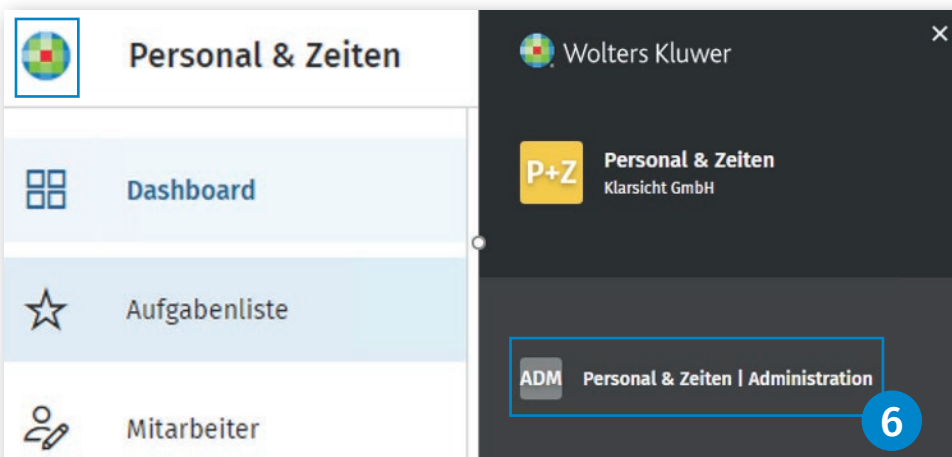 Personal & Zeiten
Dashboard
Aufgabenliste
Mitarbeiter
Wolters Kluwer
P+Z
Personal & Zeiten
Klarsicht GmbH
ADM Personal & Zeiten | Administration
6